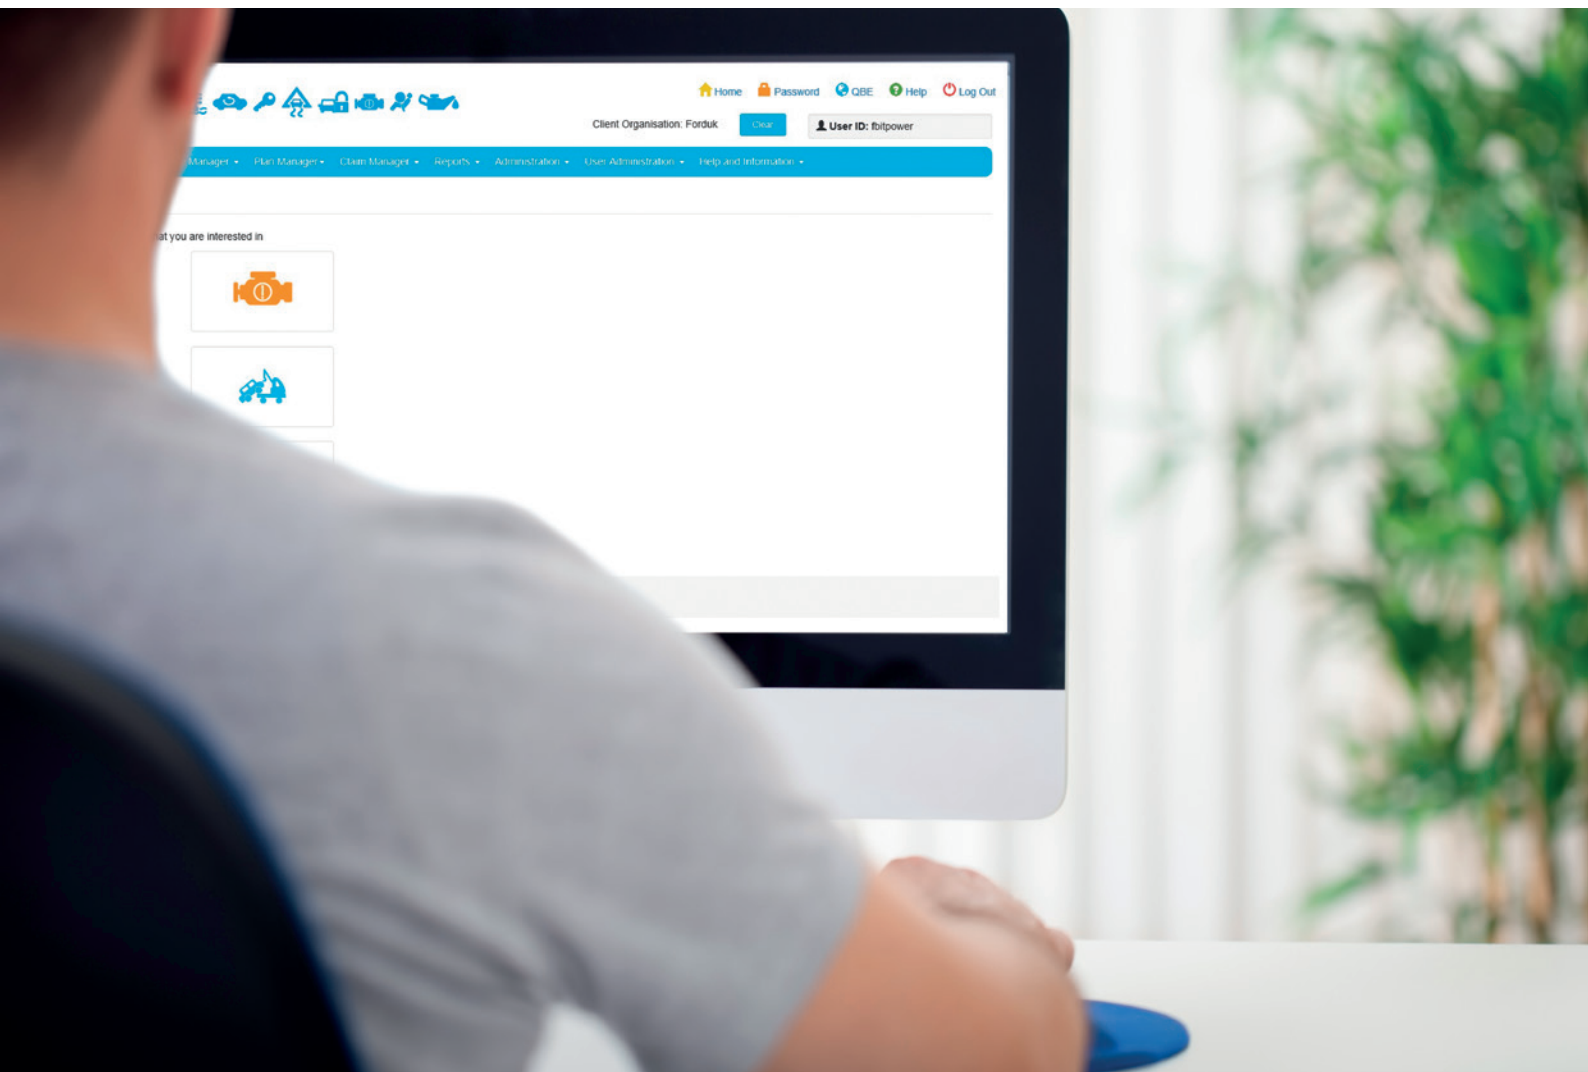 Home Password QBE Help Log Out
Client Organisation: Forduk Clear User ID: fbitpower
Manager Plan Manager Claim Manager Reports Administration User Administration Help and Information
at you are interested in